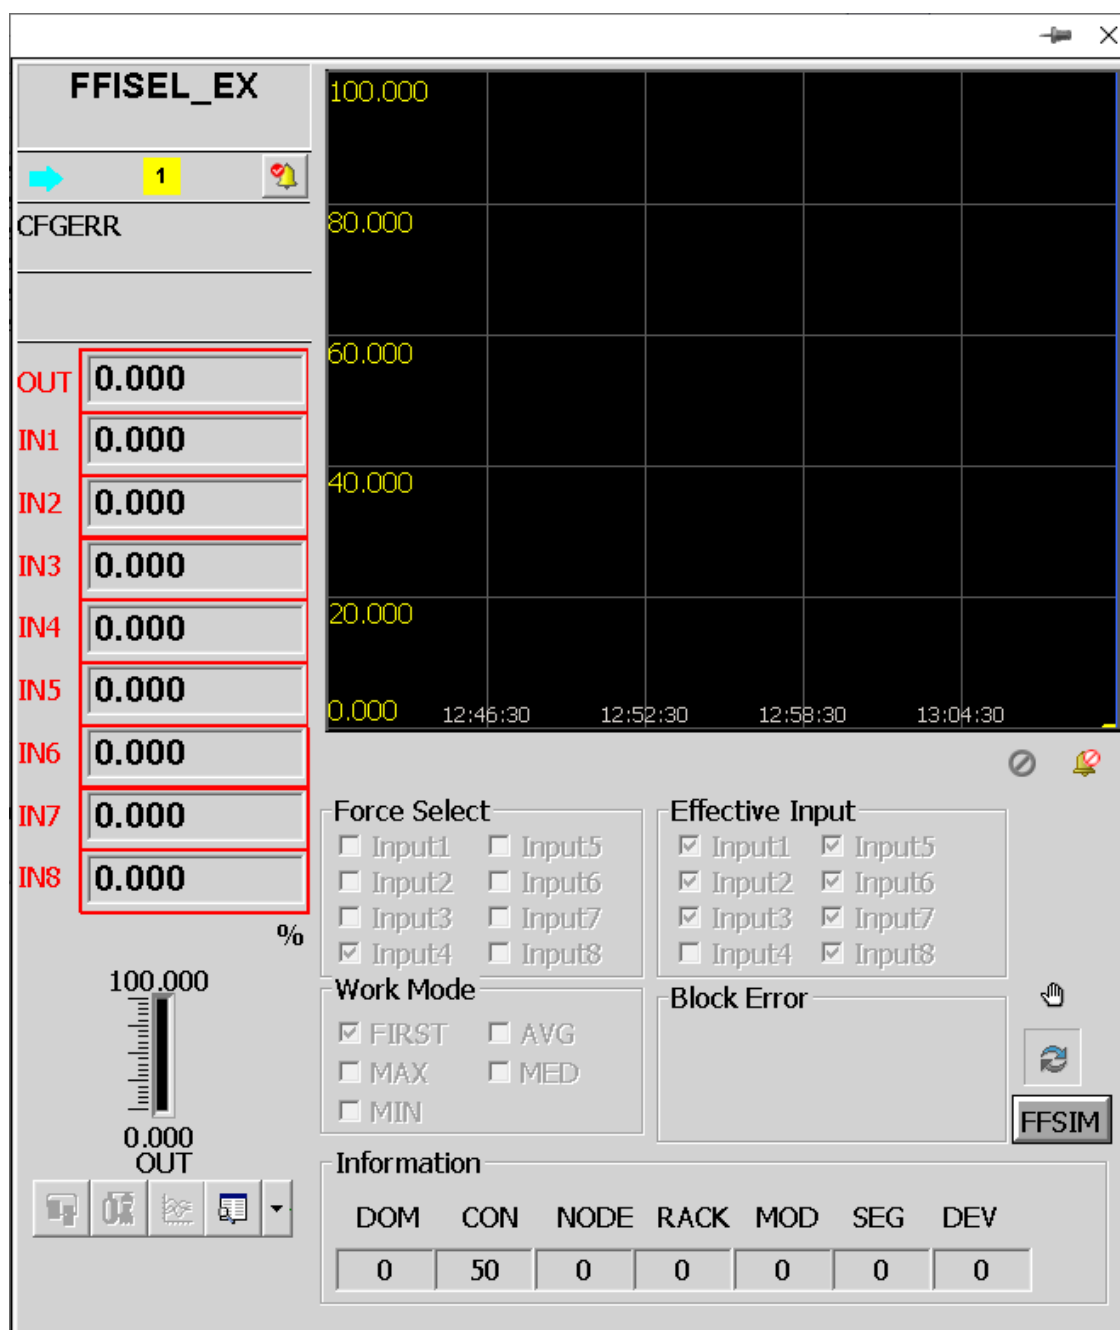 FFISEL_EX
1
CFGERR
OUT 0.000
IN1 0.000
IN2 0.000
IN3 0.000
IN4 0.000
IN5 0.000
IN6 0.000
IN7 0.000
IN8 0.000
%
100.000
0.000
OUT
100.000
80.000
60.000
40.000
20.000
0.000 12:46:30 12:52:30 12:58:30 13:04:30
Force Select
Input1 Input5
Input2 Input6
Input3 Input7
Input4 Input8
Effective Input
Input1 Input5
Input2 Input6
Input3 Input7
Input4 Input8
Work Mode
FIRST AVG
MAX MED
MIN
Block Error
FFSIM
Information
DOM CON NODE RACK MOD SEG DEV
0 50 0 0 0 0 0